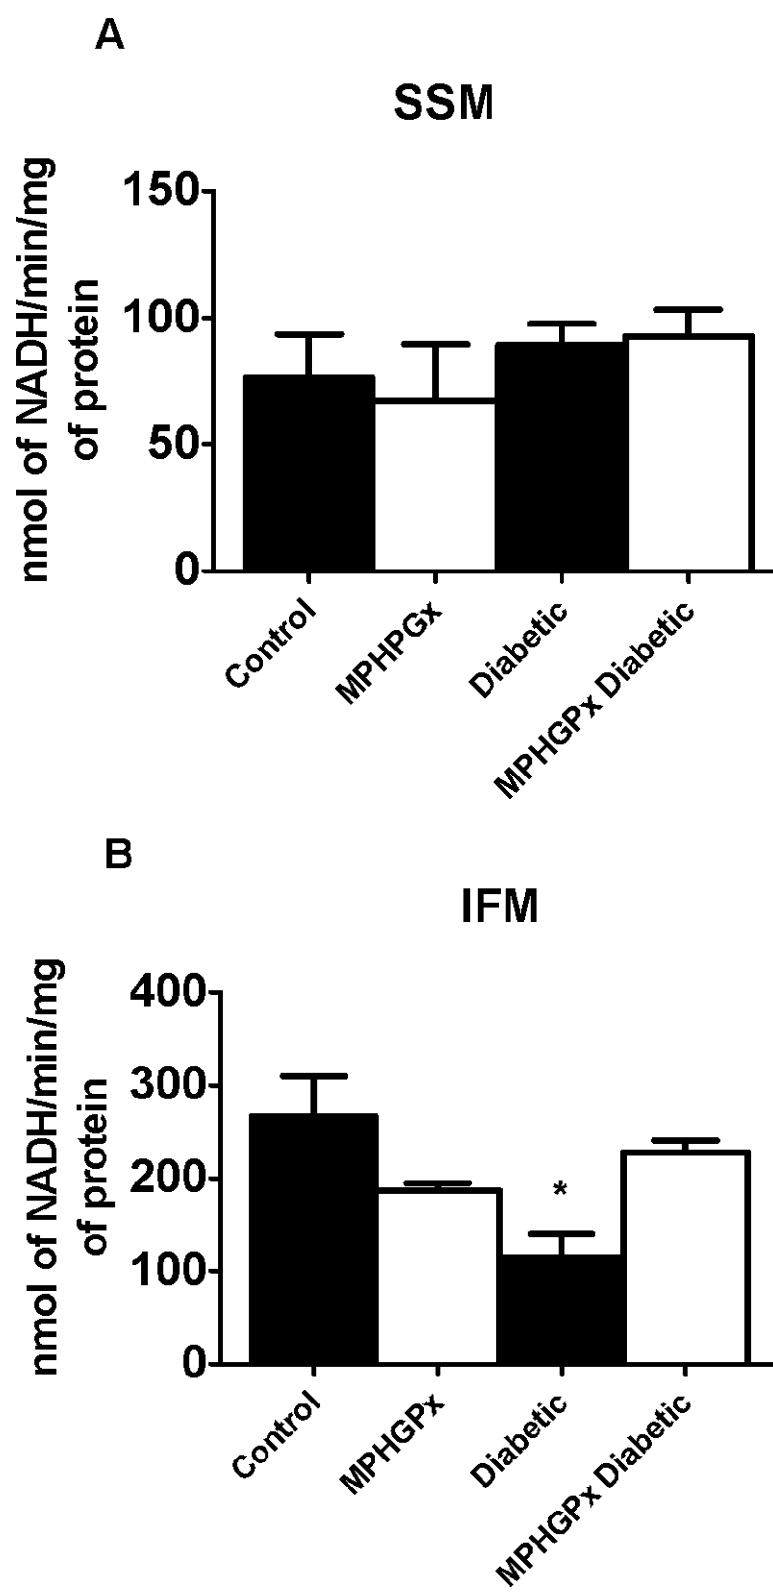 A
SSM
nmol of NADH/min/mg
of protein
150
100
50
0
Control
MPHPGx
Diabetic
MPHGPx Diabetic
B
IFM
nmol of NADH/min/mg
of protein
400
300
200
100
0
*
Control
MPHGPx
Diabetic
MPHGPx Diabetic